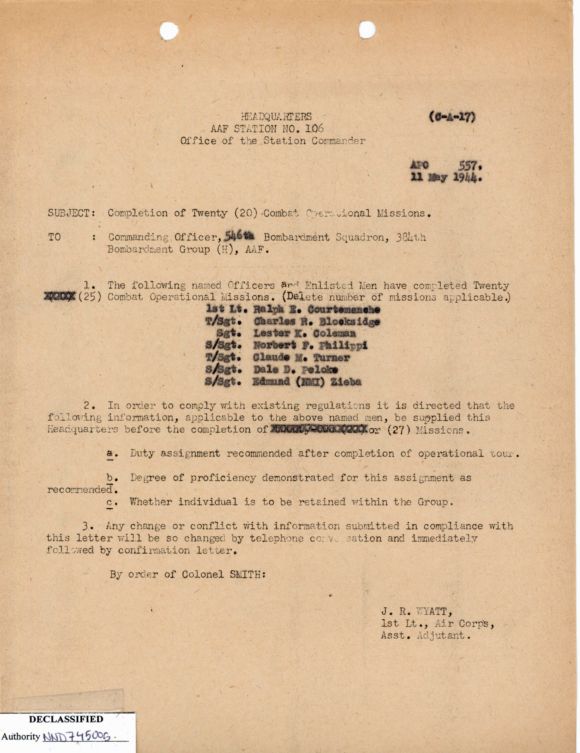 HEADQUARTERS (C-A-17)
AAF STATION NO. 106
Office of the Station Commander
APO 557.
11 May 1944.
SUBJECT: Completion of Twenty (20) Combat Operational Missions.
TO : Commanding Officer, 546th Bombardment Squadron, 384th
Bombardment Group (H), AAF.
1. The following named Officers and Enlisted Men have completed Twenty
(25) Combat Operational Missions. (Delete number of missions applicable.)
1st Lt. Ralph E. Courtemanche
T/Sgt. Charles R. Blocksidge
Sgt. Lester K. Coleman
S/Sgt. Norbert F. Philippi
T/Sgt. Claude M. Turner
S/Sgt. Dale D. Peloke
S/Sgt. Edmund (NMI) Zieba
2. In order to comply with existing regulations it is directed that the
following information, applicable to the above named men, be supplied this
Headquarters before the completion of or (27) Missions.
a. Duty assignment recommended after completion of operational tour.
b. Degree of proficiency demonstrated for this assignment as
recommended.
c. Whether individual is to be retained within the Group.
3. Any change or conflict with information submitted in compliance with
this letter will be so changed by telephone conversation and immediately
followed by confirmation letter.
By order of Colonel SMITH:
J. R. WYATT,
1st Lt., Air Corps,
Asst. Adjutant.
DECLASSIFIED
Authority NND745005.